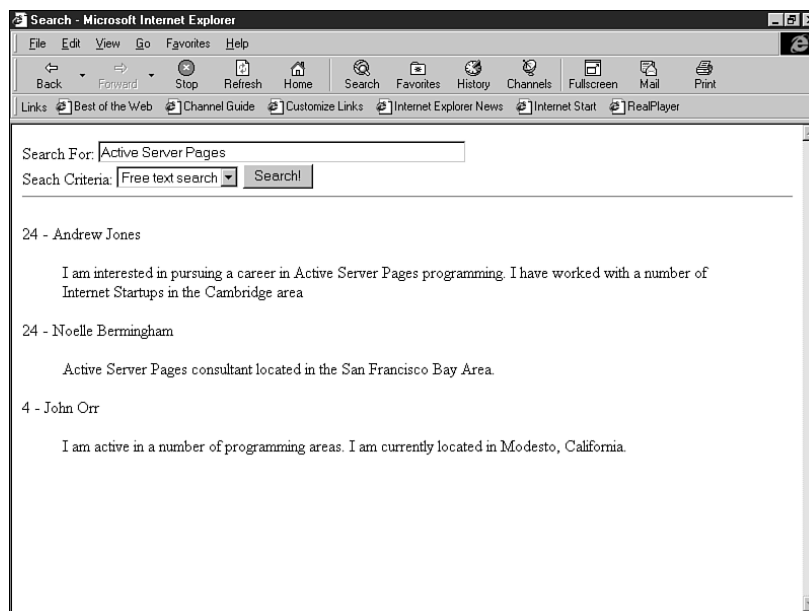 Search - Microsoft Internet Explorer
File Edit View Go Favorites Help
Back Forward Stop Refresh Home Search Favorites History Channels Fullscreen Mail Print
Links Best of the Web Channel Guide Customize Links Internet Explorer News Internet Start RealPlayer
Search For: Active Server Pages
Seach Criteria: Free text search Search!
24 - Andrew Jones
I am interested in pursuing a career in Active Server Pages programming. I have worked with a number of
Internet Startups in the Cambridge area
24 - Noelle Bermingham
Active Server Pages consultant located in the San Francisco Bay Area.
4 - John Orr
I am active in a number of programming areas. I am currently located in Modesto, California.